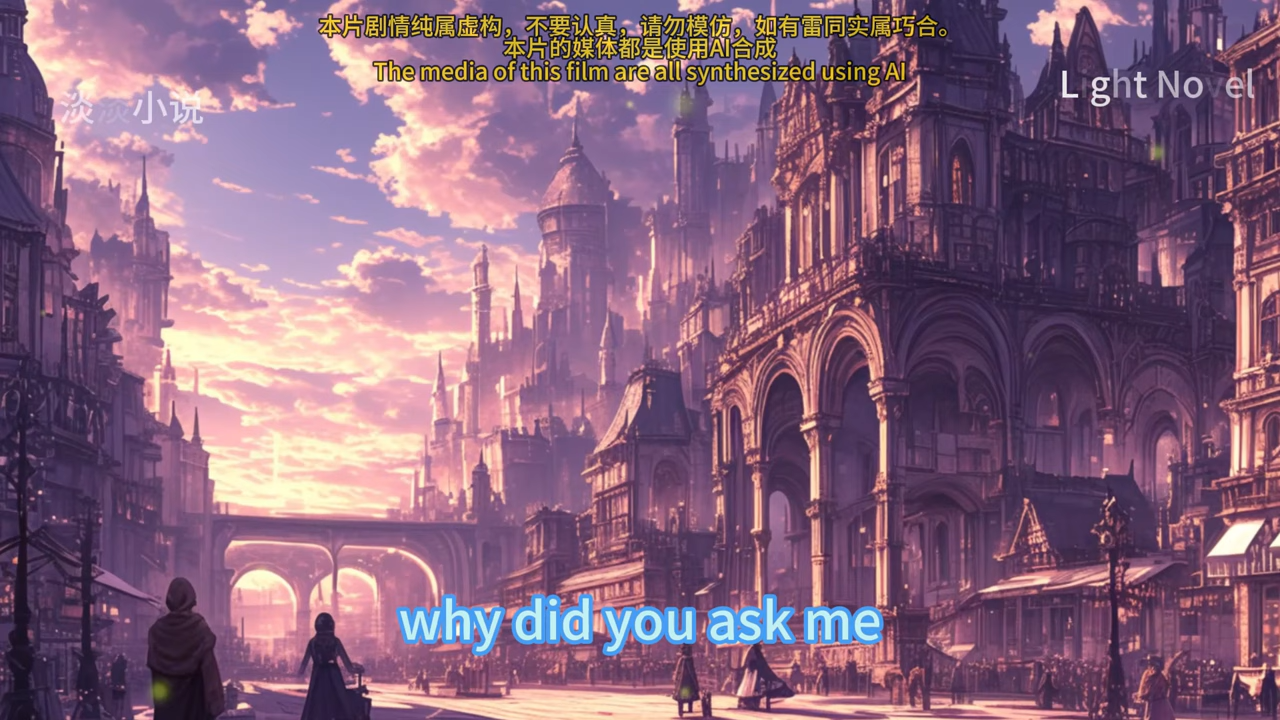 本片剧情纯属虚构，不要认真，请勿模仿，如有雷同实属巧合。
本片的媒体都是使用AI合成
The media of this film are all synthesized using AI
淡淡小说
Light Novel
why did you ask me